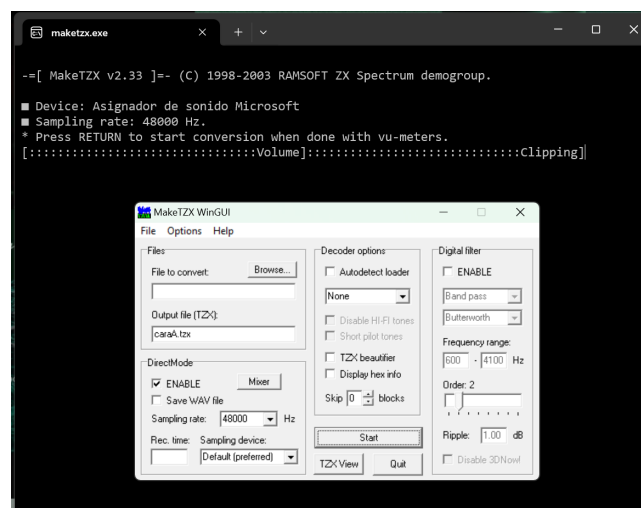 maketzx.exe
-=[ MakeTZX v2.33 ]=- (C) 1998-2003 RAMSOFT ZX Spectrum demogroup.
■ Device: Asignador de sonido Microsoft
■ Sampling rate: 48000 Hz.
* Press RETURN to start conversion when done with vu-meters.
[::::::::::::::::::::::::::::::::Volume]::::::::::::::::::::::::::::::Clipping]
MakeTZX WinGUI
File Options Help
Files
File to convert:
Browse...
Output file (TZX):
caraA.tzx
DirectMode
ENABLE
Mixer
Save WAV file
Sampling rate: 48000 Hz
Rec. time: Sampling device:
Default (preferred)
Decoder options
Autodetect loader
None
Disable HI-FI tones
Short pilot tones
TZX beautifier
Display hex info
Skip 0 blocks
Start
TZX View
Quit
Digital filter
ENABLE
Band pass
Butterworth
Frequency range:
600 - 4100 Hz
Order: 2
Ripple: 1.00 dB
Disable 3DNow!